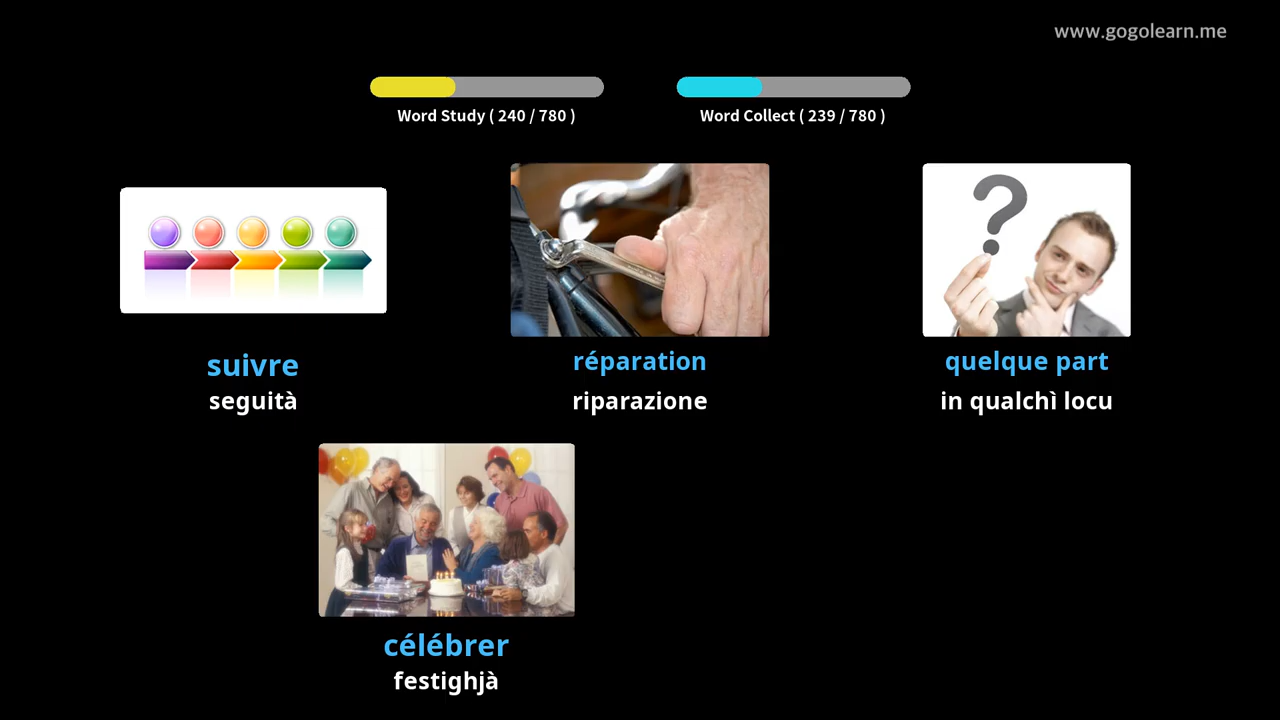 www.gogolearn.me
Word Study ( 240 / 780 )
Word Collect ( 239 / 780 )
suivre
seguità
réparation
riparazione
quelque part
in qualchì locu
célébrer
festighjà